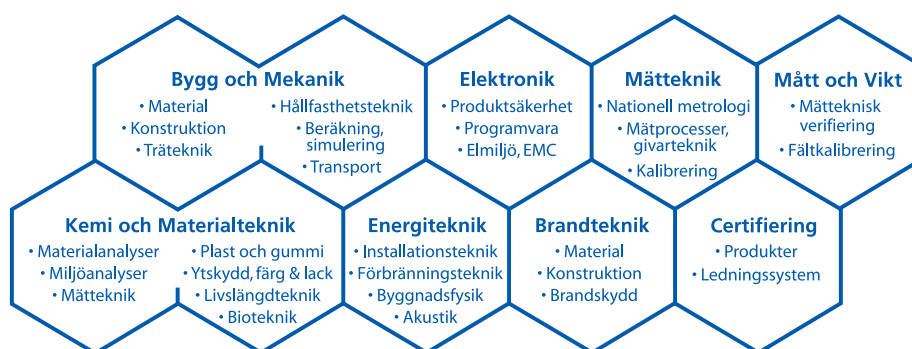 Bygg och Mekanik
• Material
• Konstruktion
• Träteknik
• Hållfasthetsteknik
• Beräkning,
simulering
• Transport
Elektronik
• Produktsäkerhet
• Programvara
• Elmiljö, EMC
Mätteknik
• Nationell metrologi
• Mätprocesser,
givarteknik
• Kalibrering
Mått och Vikt
• Mätteknisk
verifiering
• Fältkalibrering
Kemi och Materialteknik
• Materialanalyser
• Miljöanalyser
• Mätteknik
• Plast och gummi
• Ytskydd, färg & lack
• Livslängdteknik
• Bioteknik
Energiteknik
• Installationsteknik
• Förbränningsteknik
• Byggnadsfysik
• Akustik
Brandteknik
• Material
• Konstruktion
• Brandskydd
Certifiering
• Produkter
• Ledningssystem